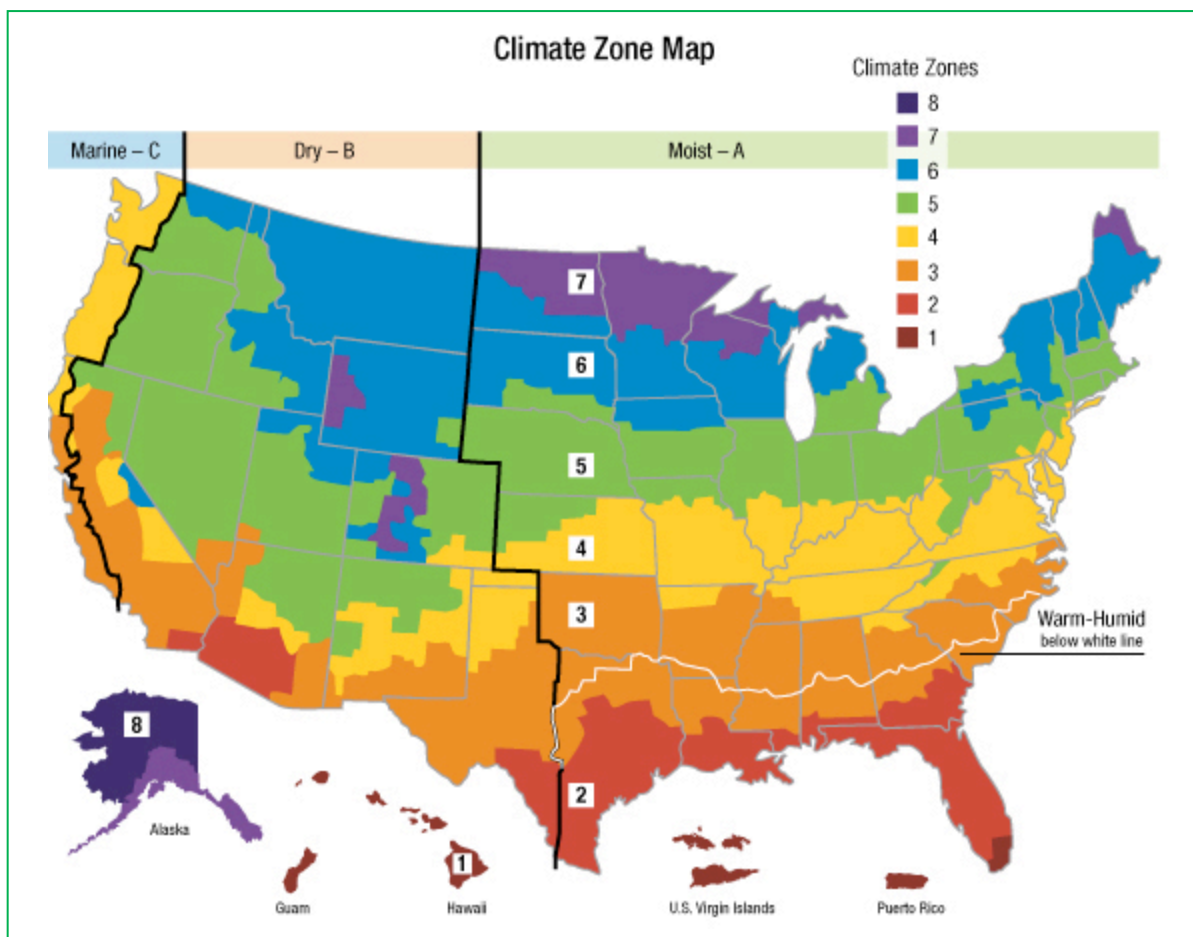 Climate Zone Map
Climate Zones
8
7
6
5
4
3
2
1
Marine – C
Dry – B
Moist – A
7
6
5
4
3
2
Warm-Humid
below white line
8
Alaska
Guam
1
Hawaii
U.S. Virgin Islands
Puerto Rico